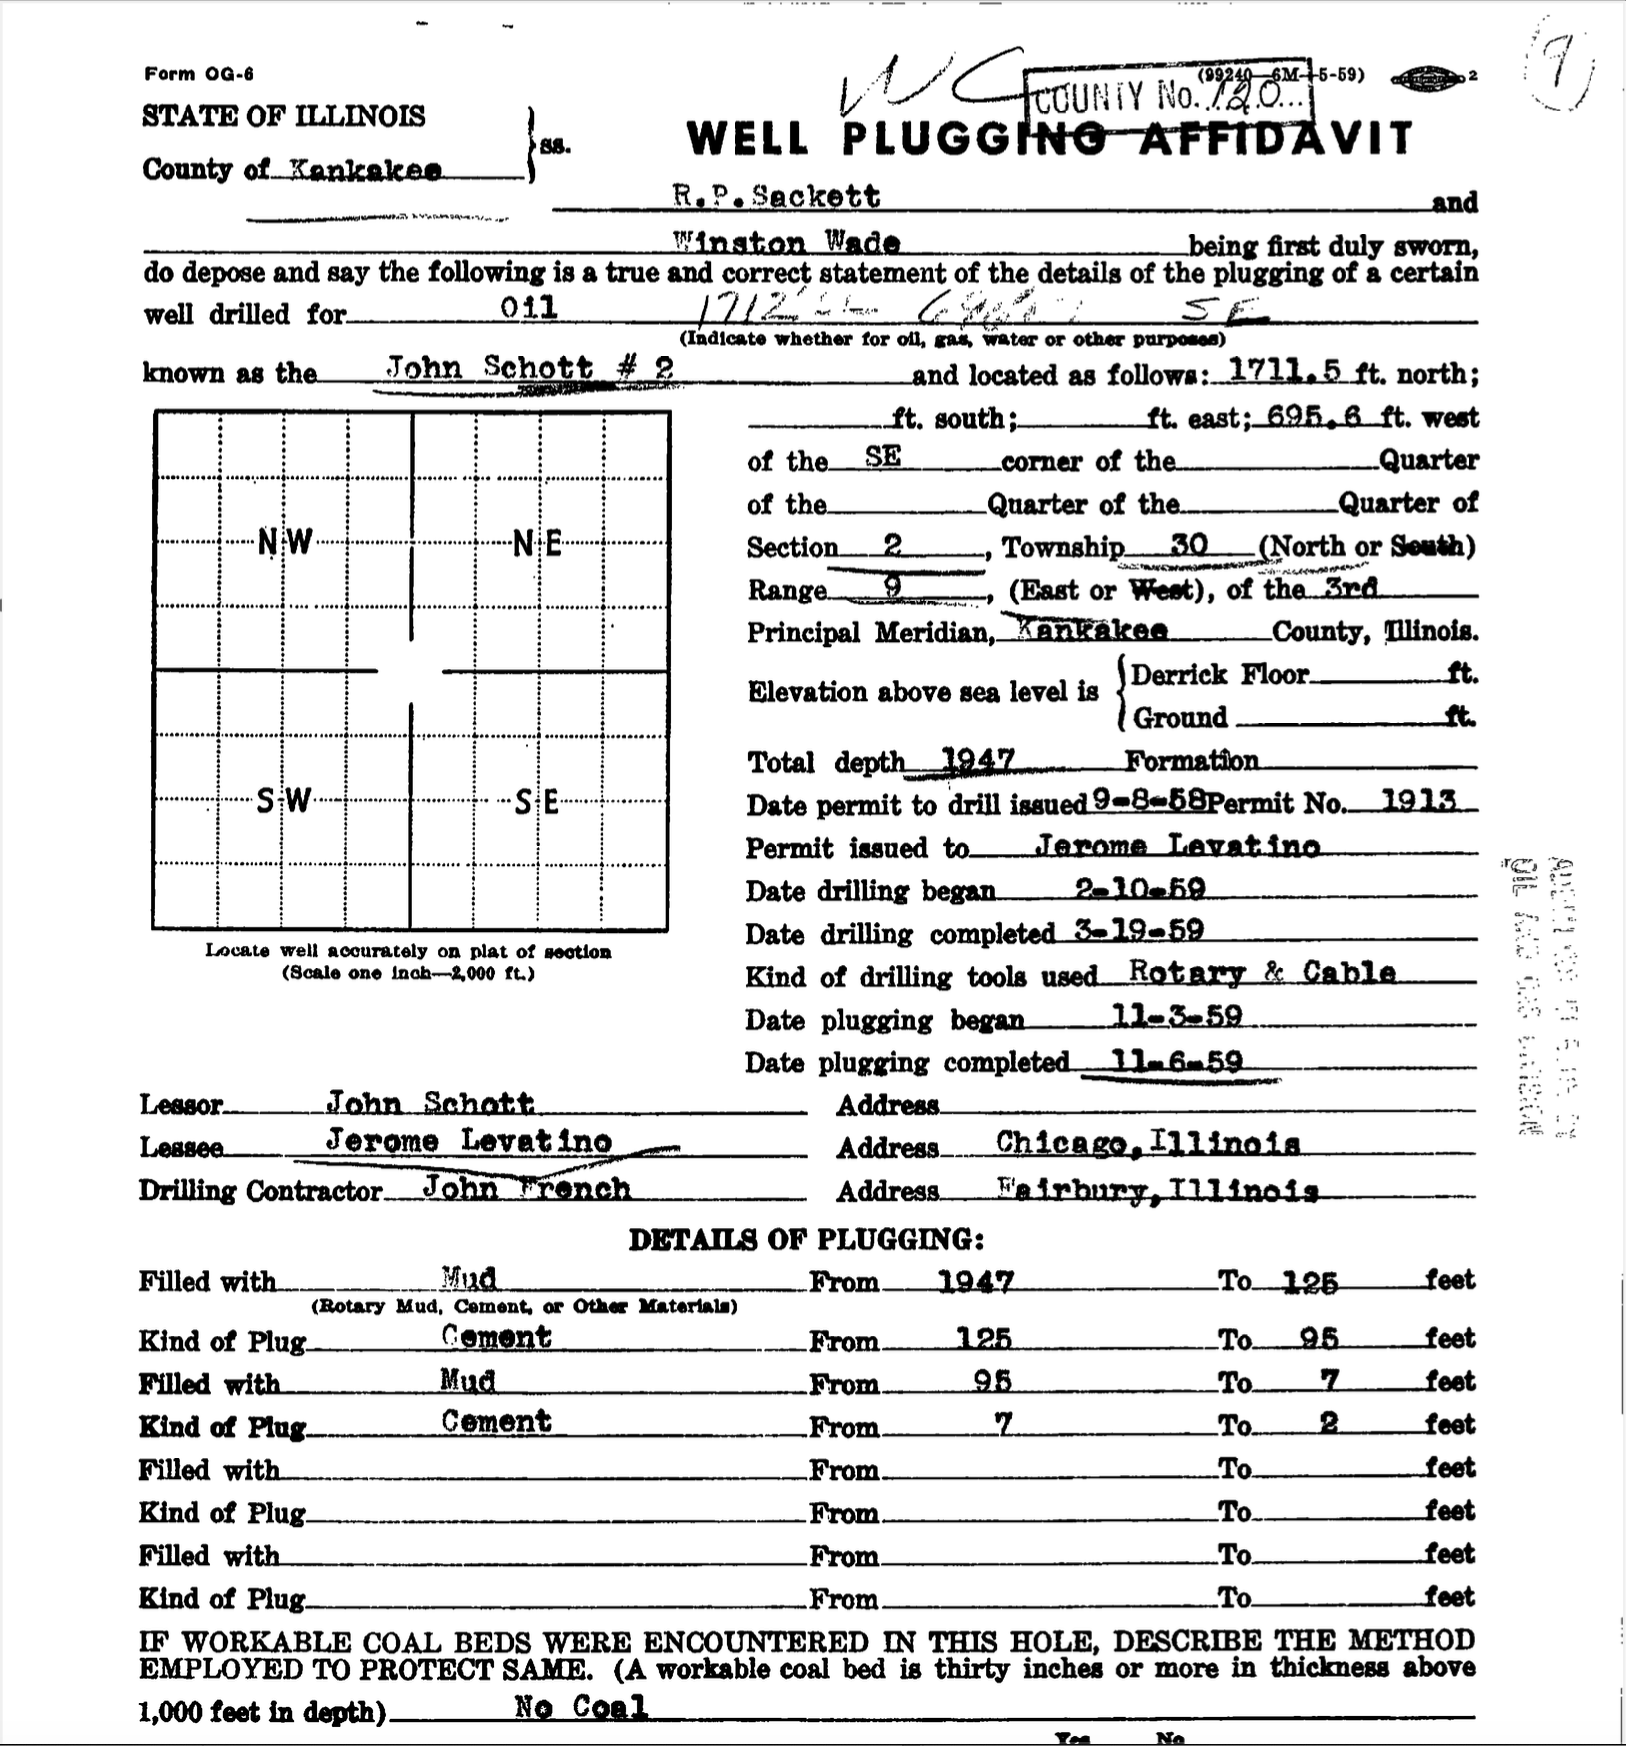 Form OG-6
WC
(99240—6M—5-59) 2
9
COUNTY No. 120
STATE OF ILLINOIS
ss.
WELL PLUGGING AFFIDAVIT
County of Kankakee
R.P.Sackett and
Winston Wade being first duly sworn,
do depose and say the following is a true and correct statement of the details of the plugging of a certain
well drilled for Oil 1712 SE
(Indicate whether for oil, gas, water or other purposes)
known as the John Schott # 2 and located as follows: 1711.5 ft. north;
ft. south; ft. east; 695.6 ft. west
of the SE corner of the Quarter
of the Quarter of the Quarter of
Section 2, Township 30 (North or South)
Range 9, (East or West), of the 3rd
Principal Meridian, Kankakee County, Illinois.
Elevation above sea level is
Derrick Floor ft.
Ground ft.
NW NE
SW SE
Locate well accurately on plat of section
(Scale one inch—2,000 ft.)
Total depth 1947 Formation
Date permit to drill issued 9-8-58 Permit No. 1913
Permit issued to Jerome Levatino
Date drilling began 2-10-59
Date drilling completed 3-19-59
Kind of drilling tools used Rotary & Cable
Date plugging began 11-3-59
Date plugging completed 11-6-59
Lessor John Schott Address
Lessee Jerome Levatino Address Chicago, Illinois
Drilling Contractor John French Address Fairbury, Illinois
DETAILS OF PLUGGING:
Filled with Mud From 1947 To 125 feet
(Rotary Mud, Cement, or Other Materials)
Kind of Plug Cement From 125 To 95 feet
Filled with Mud From 95 To 7 feet
Kind of Plug Cement From 7 To 2 feet
Filled with From To feet
Kind of Plug From To feet
Filled with From To feet
Kind of Plug From To feet
IF WORKABLE COAL BEDS WERE ENCOUNTERED IN THIS HOLE, DESCRIBE THE METHOD
EMPLOYED TO PROTECT SAME. (A workable coal bed is thirty inches or more in thickness above
1,000 feet in depth) No Coal
Yes No
OIL AND GAS